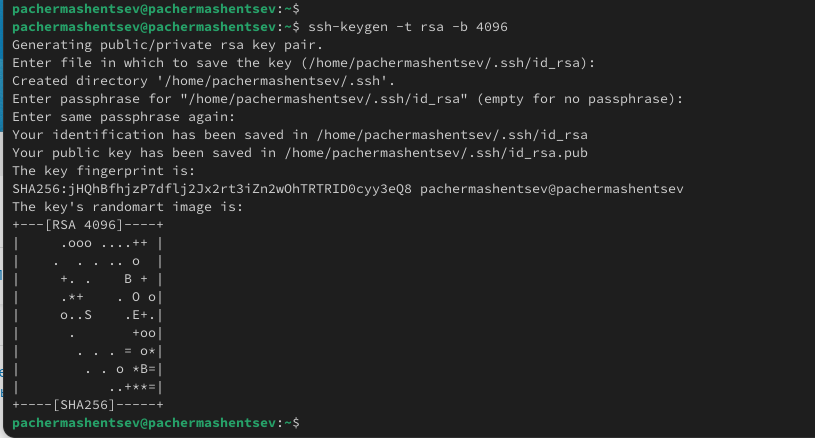 pachermashentsev@pachermashentsev:~$
pachermashentsev@pachermashentsev:~$ ssh-keygen -t rsa -b 4096
Generating public/private rsa key pair.
Enter file in which to save the key (/home/pachermashentsev/.ssh/id_rsa):
Created directory '/home/pachermashentsev/.ssh'.
Enter passphrase for "/home/pachermashentsev/.ssh/id_rsa" (empty for no passphrase):
Enter same passphrase again:
Your identification has been saved in /home/pachermashentsev/.ssh/id_rsa
Your public key has been saved in /home/pachermashentsev/.ssh/id_rsa.pub
The key fingerprint is:
SHA256:jHQhBfhjzP7dflj2Jx2rt3iZn2wOhTRTRID0cyy3eQ8 pachermashentsev@pachermashentsev
The key's randomart image is:
+---[RSA 4096]----+
|     .ooo ....++ |
|    .  . . .. o  |
|     +. .    B + |
|     .*+    . O o|
|     o..S    .E+.|
|      .       +oo|
|       . . . = o*|
|        . . o *B=|
|           ..+**=|
+----[SHA256]-----+
pachermashentsev@pachermashentsev:~$